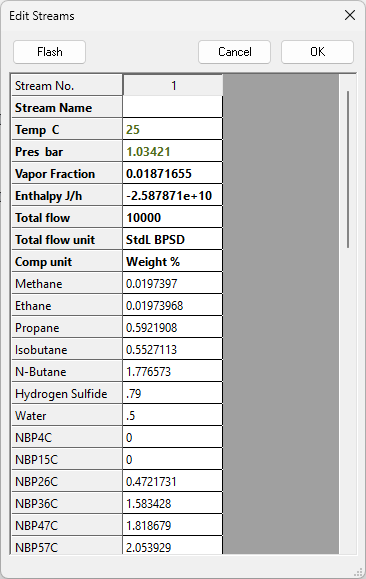 Edit Streams
Flash Cancel OK
Stream No. 1
Stream Name
Temp C 25
Pres bar 1.03421
Vapor Fraction 0.01871655
Enthalpy J/h -2.587871e+10
Total flow 10000
Total flow unit StdL BPSD
Comp unit Weight %
Methane 0.0197397
Ethane 0.01973968
Propane 0.5921908
Isobutane 0.5527113
N-Butane 1.776573
Hydrogen Sulfide .79
Water .5
NBP4C 0
NBP15C 0
NBP26C 0.4721731
NBP36C 1.583428
NBP47C 1.818679
NBP57C 2.053929